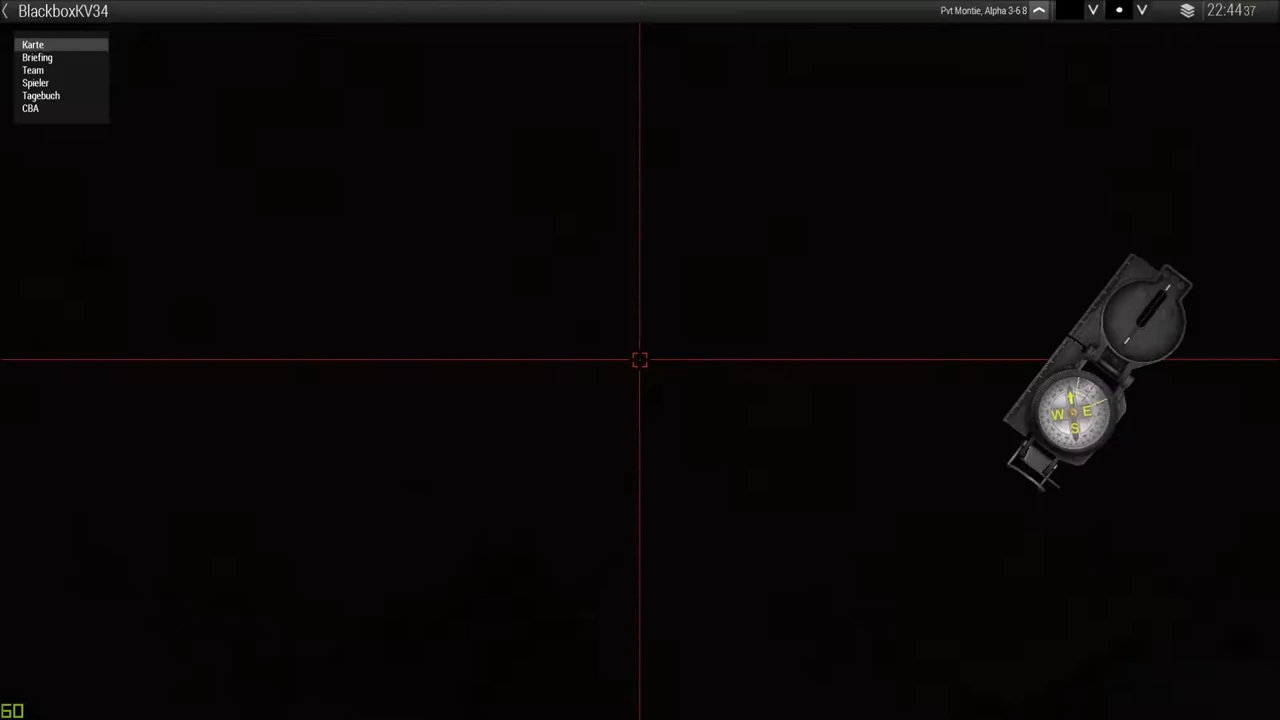 BlackboxKV34
Pvt Montie, Alpha 3-6 8
22:44 37
Karte
Briefing
Team
Spieler
Tagebuch
CBA
W E
S
60